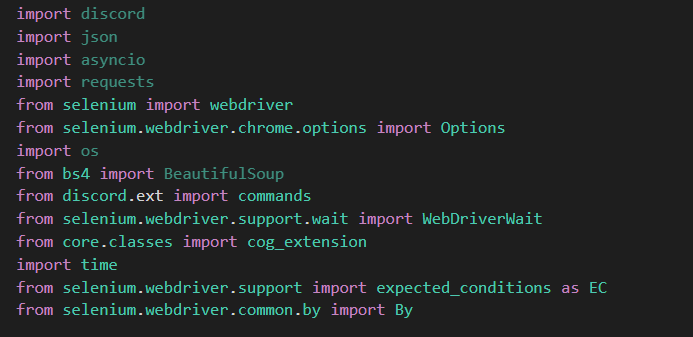 import discord
import json
import asyncio
import requests
from selenium import webdriver
from selenium.webdriver.chrome.options import Options
import os
from bs4 import BeautifulSoup
from discord.ext import commands
from selenium.webdriver.support.wait import WebDriverWait
from core.classes import cog_extension
import time
from selenium.webdriver.support import expected_conditions as EC
from selenium.webdriver.common.by import By